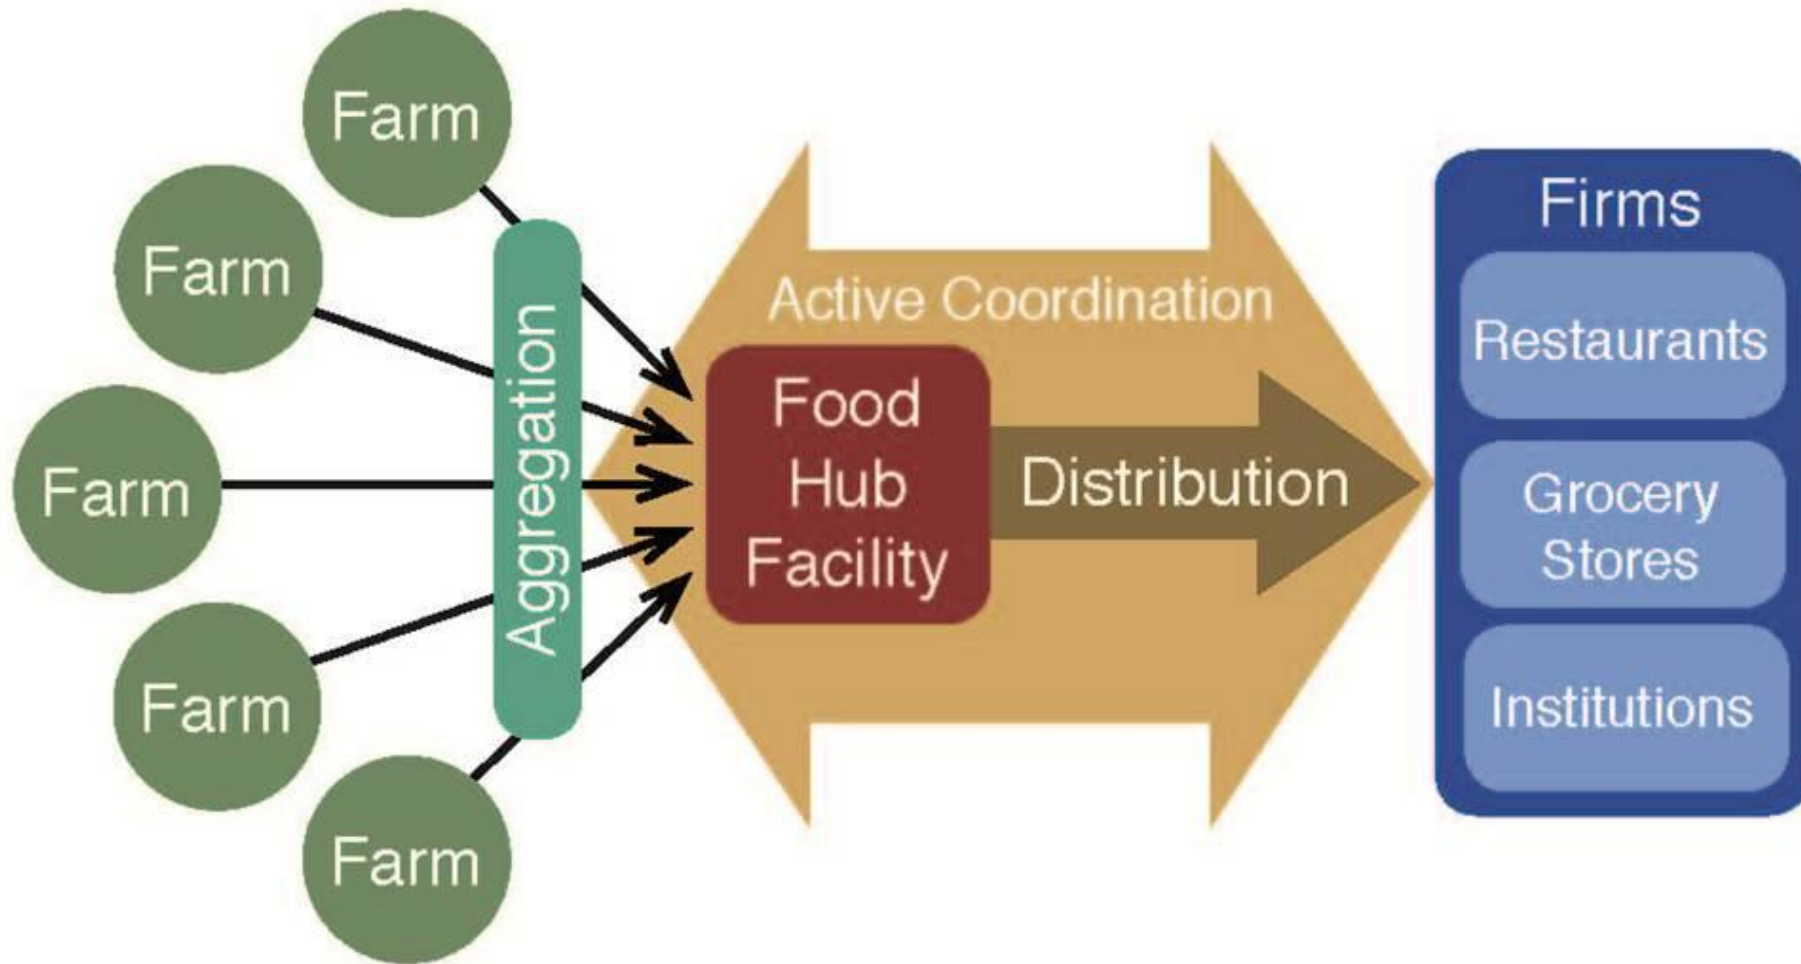 Farm
Farm
Farm
Farm
Farm
Aggregation
Active Coordination
Food
Hub
Facility
Distribution
Firms
Restaurants
Grocery
Stores
Institutions